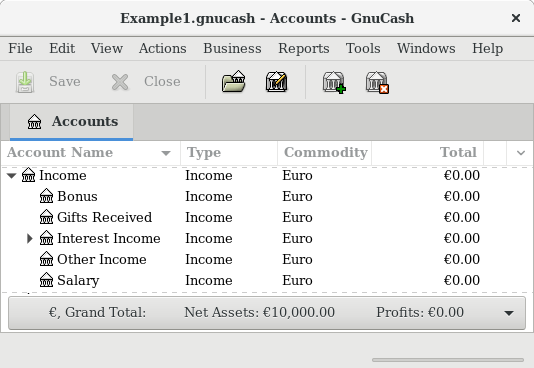 Example1.gnucash - Accounts - GnuCash
File Edit View Actions Business Reports Tools Windows Help
Save Close
Accounts
Account Name Type Commodity Total
Income Income Euro €0.00
Bonus Income Euro €0.00
Gifts Received Income Euro €0.00
Interest Income Income Euro €0.00
Other Income Income Euro €0.00
Salary Income Euro €0.00
€, Grand Total: Net Assets: €10,000.00 Profits: €0.00